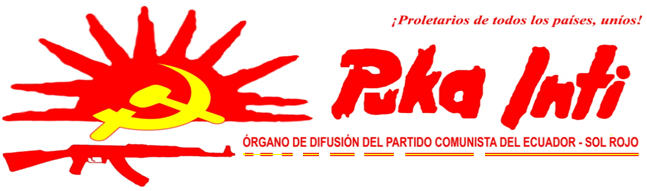 ¡Proletarios de todos los países, uníos!
Puka Inti
ÓRGANO DE DIFUSIÓN DEL PARTIDO COMUNISTA DEL ECUADOR - SOL ROJO